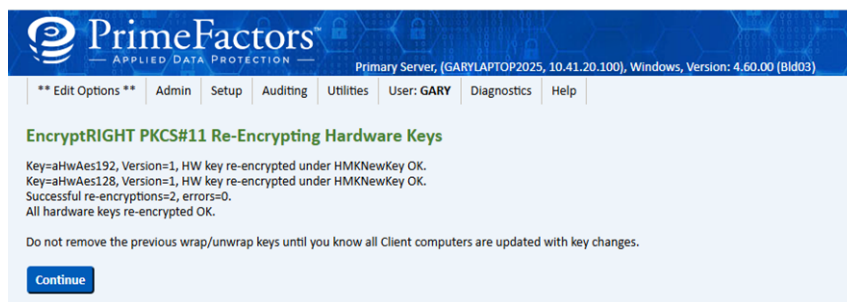 PrimeFactors™
APPLIED DATA PROTECTION
Primary Server, (GARYLAPTOP2025, 10.41.20.100), Windows, Version: 4.60.00 (Bld03)
** Edit Options ** Admin Setup Auditing Utilities User: GARY Diagnostics Help
EncryptRIGHT PKCS#11 Re-Encrypting Hardware Keys
Key=aHwAes192, Version=1, HW key re-encrypted under HMKNewKey OK.
Key=aHwAes128, Version=1, HW key re-encrypted under HMKNewKey OK.
Successful re-encryptions=2, errors=0.
All hardware keys re-encrypted OK.
Do not remove the previous wrap/unwrap keys until you know all Client computers are updated with key changes.
Continue